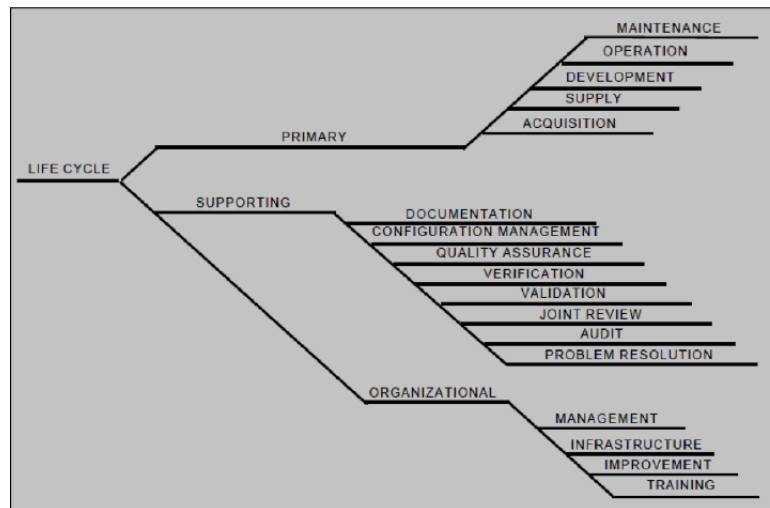 MAINTENANCE
OPERATION
DEVELOPMENT
SUPPLY
ACQUISITION
PRIMARY
LIFE CYCLE
SUPPORTING
DOCUMENTATION
CONFIGURATION MANAGEMENT
QUALITY ASSURANCE
VERIFICATION
VALIDATION
JOINT REVIEW
AUDIT
PROBLEM RESOLUTION
ORGANIZATIONAL
MANAGEMENT
INFRASTRUCTURE
IMPROVEMENT
TRAINING